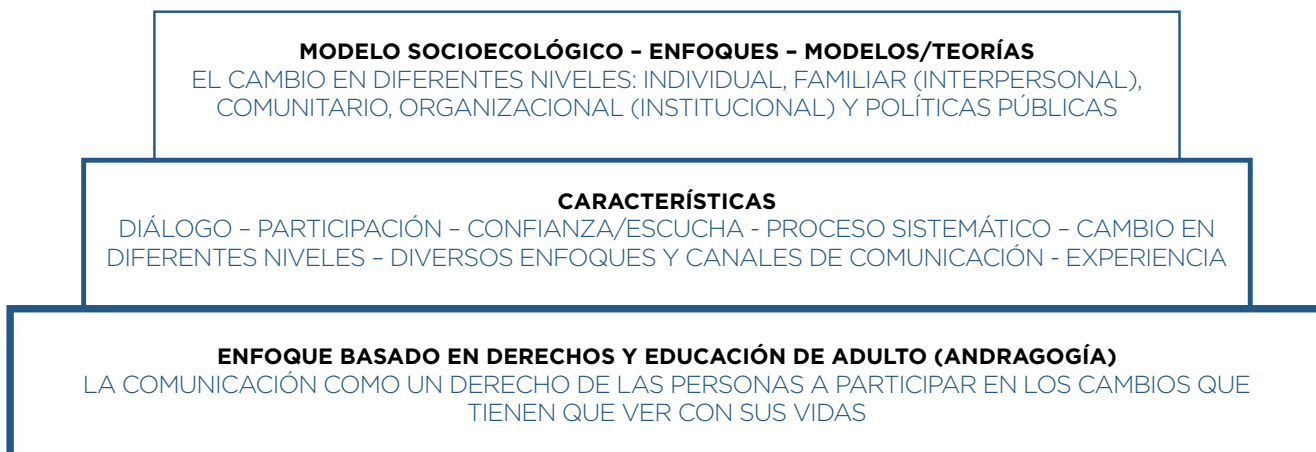 MODELO SOCIOECOLÓGICO – ENFOQUES – MODELOS/TEORÍAS
EL CAMBIO EN DIFERENTES NIVELES: INDIVIDUAL, FAMILIAR (INTERPERSONAL),
COMUNITARIO, ORGANIZACIONAL (INSTITUCIONAL) Y POLÍTICAS PÚBLICAS
CARACTERÍSTICAS
DIÁLOGO – PARTICIPACIÓN – CONFIANZA/ESCUCHA - PROCESO SISTEMÁTICO – CAMBIO EN
DIFERENTES NIVELES – DIVERSOS ENFOQUES Y CANALES DE COMUNICACIÓN - EXPERIENCIA
ENFOQUE BASADO EN DERECHOS Y EDUCACIÓN DE ADULTO (ANDRAGOGÍA)
LA COMUNICACIÓN COMO UN DERECHO DE LAS PERSONAS A PARTICIPAR EN LOS CAMBIOS QUE
TIENEN QUE VER CON SUS VIDAS